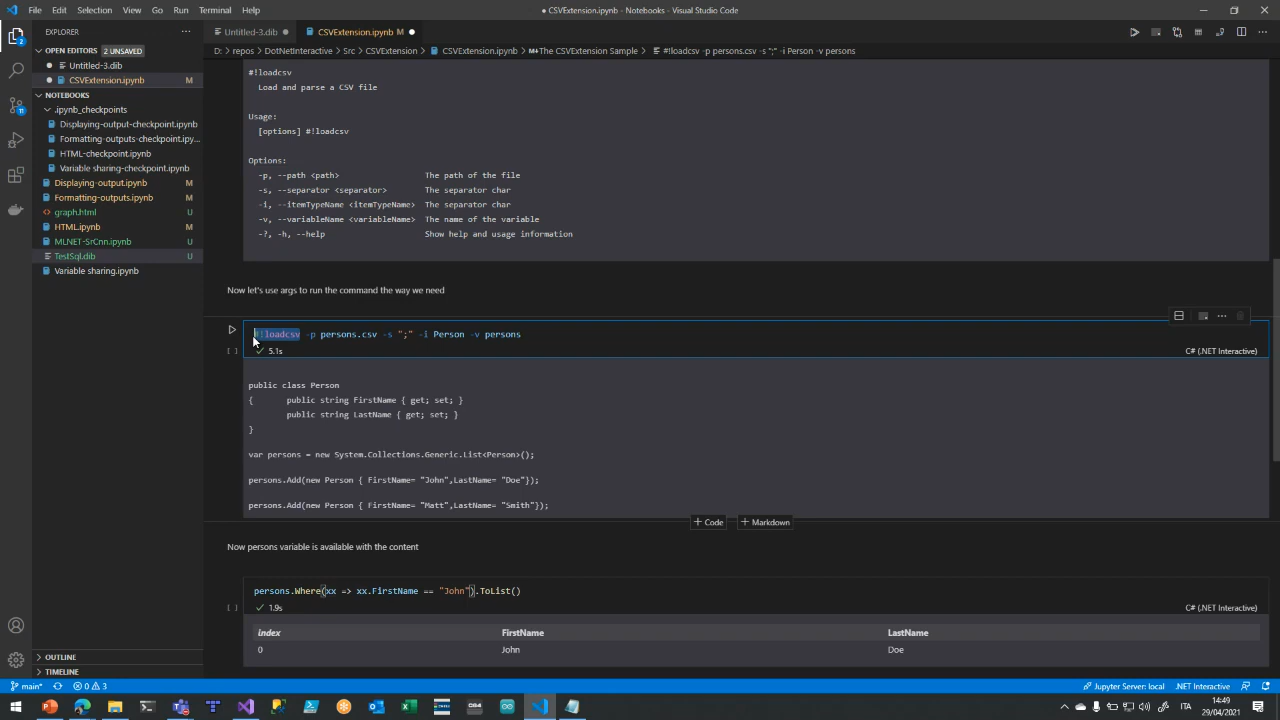 File Edit Selection View Go Run Terminal Help
● CSVExtension.ipynb - Notebooks - Visual Studio Code
EXPLORER
OPEN EDITORS 2 UNSAVED
Untitled-3.dib
CSVExtension.ipynb M
NOTEBOOKS
.ipynb_checkpoints
Displaying-output-checkpoint.ipynb
Formatting-outputs-checkpoint.ipy...
HTML-checkpoint.ipynb
Variable sharing-checkpoint.ipynb
Displaying-output.ipynb M
Formatting-outputs.ipynb M
graph.html U
HTML.ipynb M
MLNET-SrCnn.ipynb U
TestSql.dib U
Variable sharing.ipynb
OUTLINE
TIMELINE
Untitled-3.dib
CSVExtension.ipynb M
D: > repos > DotNetInteractive > Src > CSVExtension > CSVExtension.ipynb > The CSVExtension Sample > #!loadcsv -p persons.csv -s ";" -i Person -v persons
#!loadcsv
Load and parse a CSV file
Usage:
[options] #!loadcsv
Options:
-p, --path <path> The path of the file
-s, --separator <separator> The separator char
-i, --itemTypeName <itemTypeName> The separator char
-v, --variableName <variableName> The name of the variable
-?, -h, --help Show help and usage information
Now let's use args to run the command the way we need
#!loadcsv -p persons.csv -s ";" -i Person -v persons
[ ] 5.1s
C# (.NET Interactive)
public class Person
{ public string FirstName { get; set; }
public string LastName { get; set; }
}
var persons = new System.Collections.Generic.List<Person>();
persons.Add(new Person { FirstName= "John",LastName= "Doe"});
persons.Add(new Person { FirstName= "Matt",LastName= "Smith"});
+ Code + Markdown
Now persons variable is available with the content
persons.Where(xx => xx.FirstName == "John").ToList()
[ ] 1.9s
C# (.NET Interactive)
index FirstName LastName
0 John Doe
main* 0 3
Jupyter Server: local .NET Interactive
ITA
14:49
29/04/2021